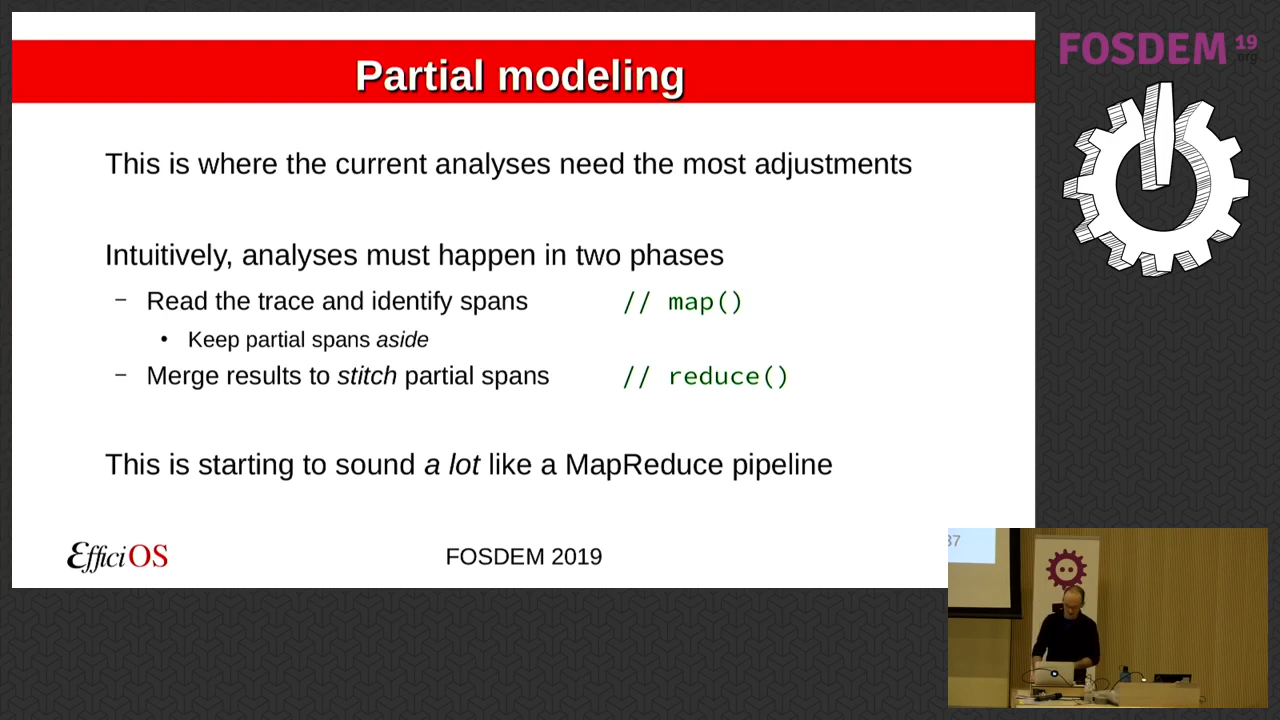 Partial modeling
FOSDEM 19
.org
This is where the current analyses need the most adjustments
Intuitively, analyses must happen in two phases
– Read the trace and identify spans // map()
• Keep partial spans aside
– Merge results to stitch partial spans // reduce()
This is starting to sound a lot like a MapReduce pipeline
EfficiOS
FOSDEM 2019
37